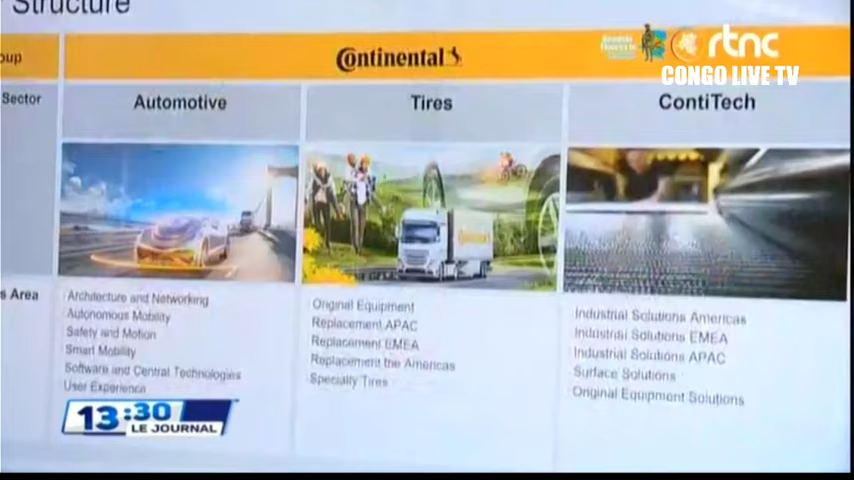 Structure
oup
Continental
rtnc
CONGO LIVE TV
Sector
Automotive
Tires
ContiTech
s Area
Architecture and Networking
Autonomous Mobility
Safety and Motion
Smart Mobility
Software and Central Technologies
User Experience
Original Equipment
Replacement APAC
Replacement EMEA
Replacement the Americas
Specialty Tires
Industrial Solutions Americas
Industrial Solutions EMEA
Industrial Solutions APAC
Surface Solutions
Original Equipment Solutions
13:30
LE JOURNAL